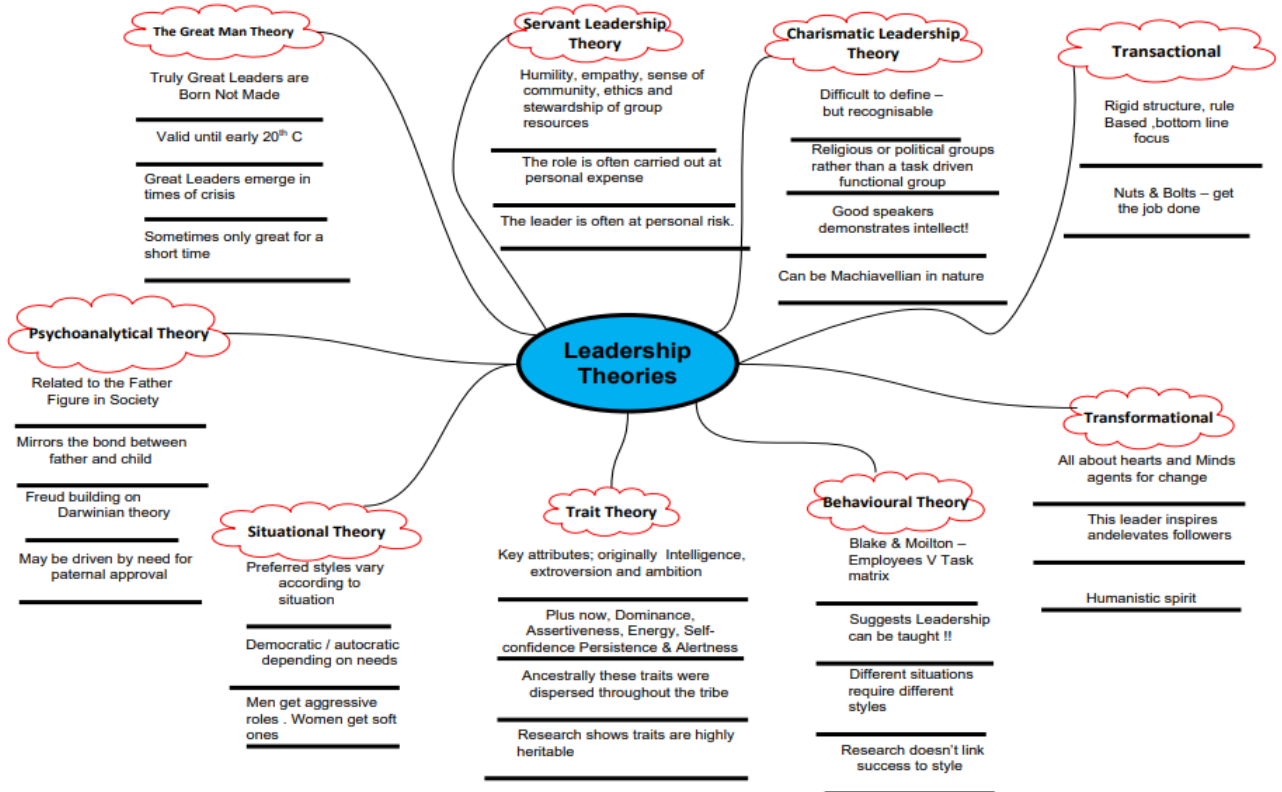 The Great Man Theory
Truly Great Leaders are
Born Not Made
Valid until early 20th C
Great Leaders emerge in
times of crisis
Sometimes only great for a
short time
Servant Leadership
Theory
Humility, empathy, sense of
community, ethics and
stewardship of group
resources
The role is often carried out at
personal expense
The leader is often at personal risk.
Charismatic Leadership
Theory
Difficult to define –
but recognisable
Religious or political groups
rather than a task driven
functional group
Good speakers
demonstrates intellect!
Can be Machiavellian in nature
Transactional
Rigid structure, rule
Based ,bottom line
focus
Nuts & Bolts – get
the job done
Leadership
Theories
Psychoanalytical Theory
Related to the Father
Figure in Society
Mirrors the bond between
father and child
Freud building on
Darwinian theory
May be driven by need for
paternal approval
Situational Theory
Preferred styles vary
according to
situation
Democratic / autocratic
depending on needs
Men get aggressive
roles . Women get soft
ones
Trait Theory
Key attributes; originally Intelligence,
extroversion and ambition
Plus now, Dominance,
Assertiveness, Energy, Self-
confidence Persistence & Alertness
Ancestrally these traits were
dispersed throughout the tribe
Research shows traits are highly
heritable
Behavioural Theory
Blake & Moilton –
Employees V Task
matrix
Suggests Leadership
can be taught !!
Different situations
require different
styles
Research doesn't link
success to style
Transformational
All about hearts and Minds
agents for change
This leader inspires
andelevates followers
Humanistic spirit